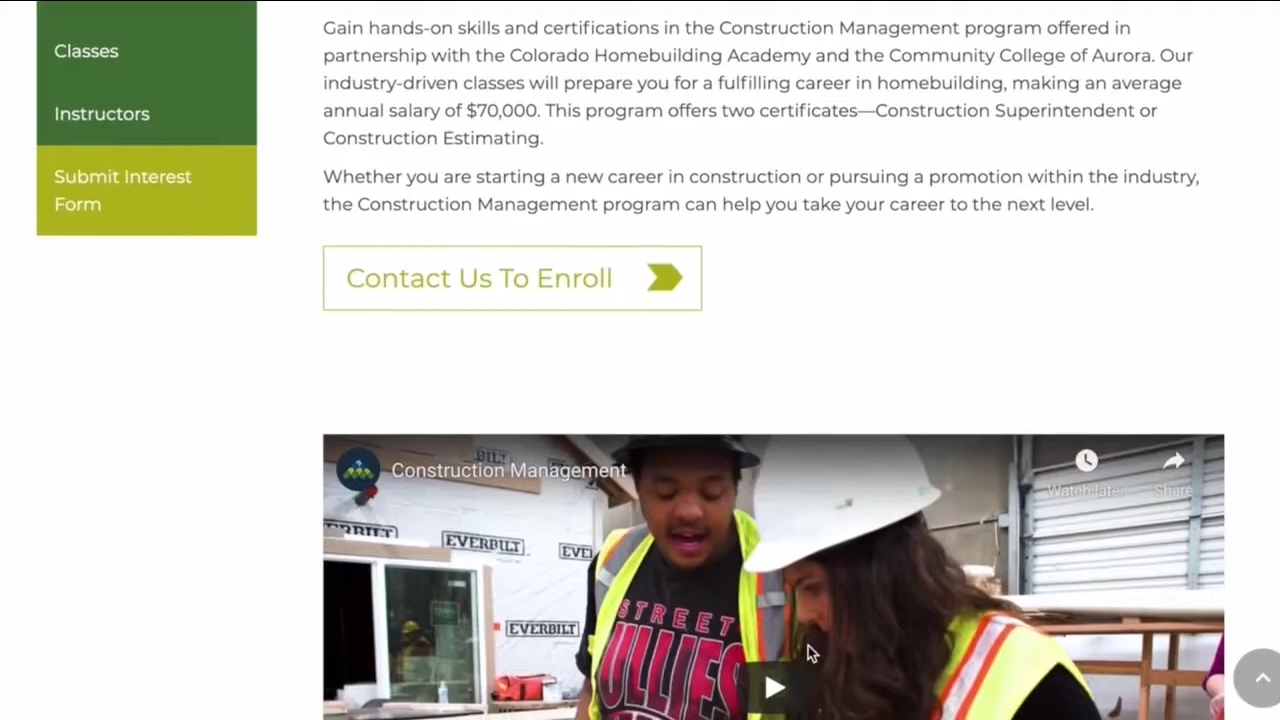 Classes
Instructors
Submit Interest
Form
Gain hands-on skills and certifications in the Construction Management program offered in
partnership with the Colorado Homebuilding Academy and the Community College of Aurora. Our
industry-driven classes will prepare you for a fulfilling career in homebuilding, making an average
annual salary of $70,000. This program offers two certificates—Construction Superintendent or
Construction Estimating.
Whether you are starting a new career in construction or pursuing a promotion within the industry,
the Construction Management program can help you take your career to the next level.
Contact Us To Enroll
Construction Management
Watch later
Share
EVERBILT
EVERBILT
STREET